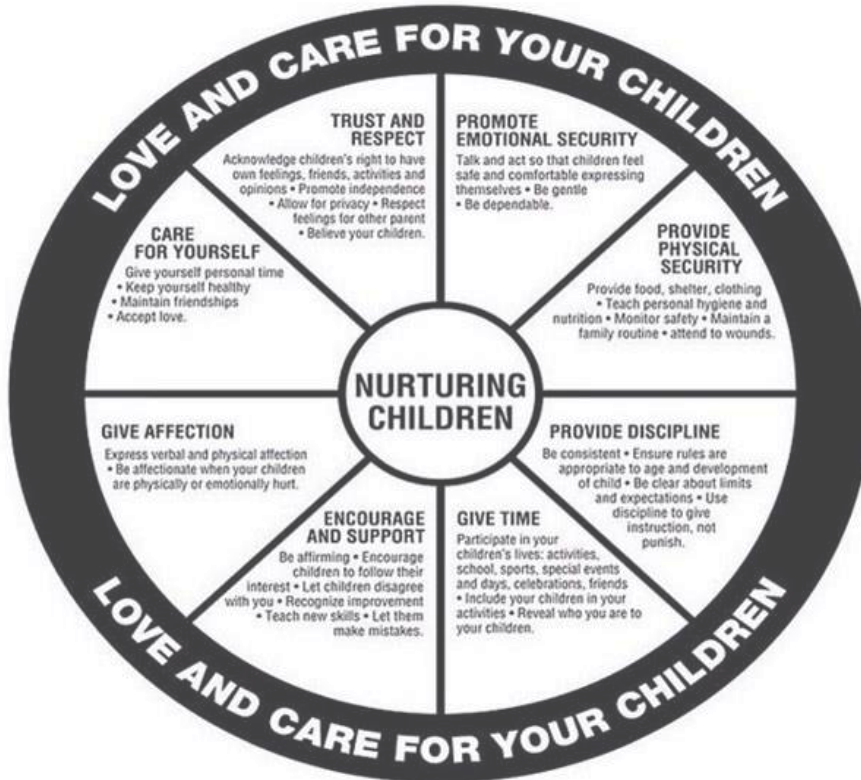 LOVE AND CARE FOR YOUR CHILDREN
TRUST AND
RESPECT
Acknowledge children's right to have
own feelings, friends, activities and
opinions • Promote independence
• Allow for privacy • Respect
feelings for other parent
• Believe your children.
PROMOTE
EMOTIONAL SECURITY
Talk and act so that children feel
safe and comfortable expressing
themselves • Be gentle
• Be dependable.
PROVIDE
PHYSICAL
SECURITY
Provide food, shelter, clothing
• Teach personal hygiene and
nutrition • Monitor safety • Maintain a
family routine • attend to wounds.
PROVIDE DISCIPLINE
Be consistent • Ensure rules are
appropriate to age and development
of child • Be clear about limits
and expectations • Use
discipline to give
instruction, not
punish.
GIVE TIME
Participate in your
children's lives: activities,
school, sports, special events
and days, celebrations, friends
• Include your children in your
activities • Reveal who you are to
your children.
ENCOURAGE
AND SUPPORT
Be affirming • Encourage
children to follow their
interest • Let children disagree
with you • Recognize improvement
• Teach new skills • Let them
make mistakes.
GIVE AFFECTION
Express verbal and physical affection
• Be affectionate when your children
are physically or emotionally hurt.
CARE
FOR YOURSELF
Give yourself personal time
• Keep yourself healthy
• Maintain friendships
• Accept love.
NURTURING
CHILDREN
LOVE AND CARE FOR YOUR CHILDREN